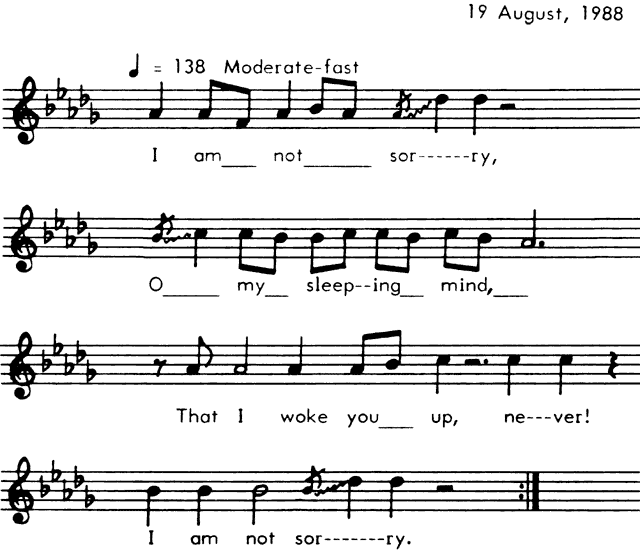 19 August, 1988
♩ = 138 Moderate-fast
I am___ not______ sor------ry,
O_____ my__ sleep--ing__ mind,___
That I woke you___ up, ne---ver!
I am not sor-------ry.